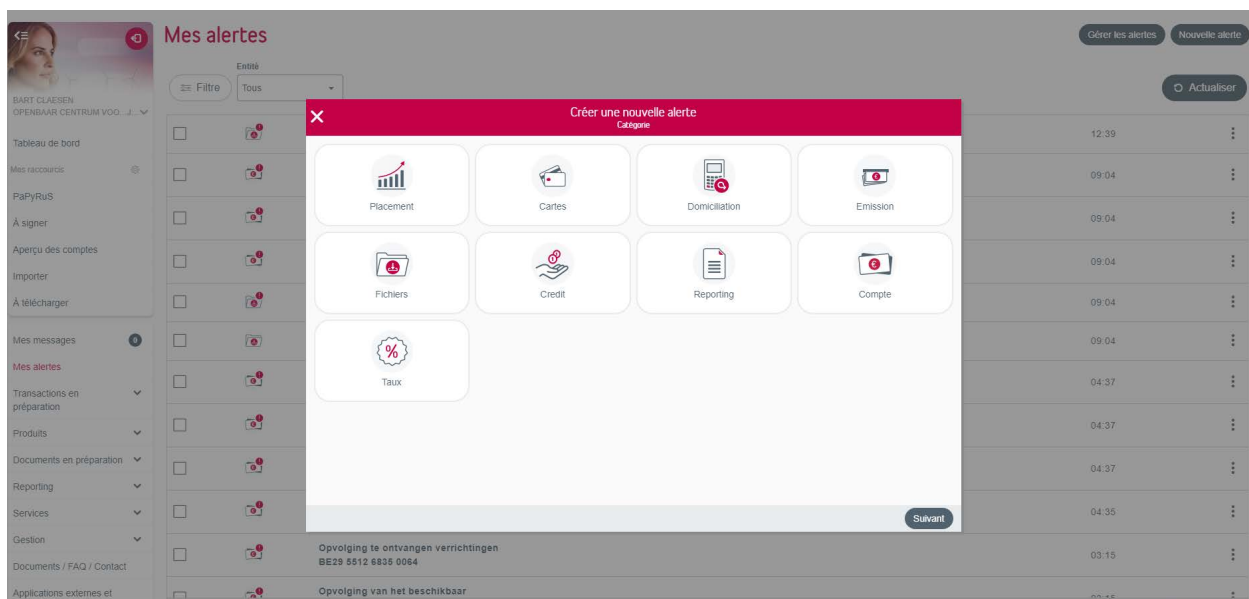 Mes alertes
Gérer les alertes
Nouvelle alerte
Entité
Filtre
Tous
Actualiser
BART CLAESEN
OPENBAAR CENTRUM VOO...
Tableau de bord
Mes raccourcis
PaPyRuS
À signer
Aperçu des comptes
Importer
À télécharger
Mes messages 0
Mes alertes
Transactions en
préparation
Produits
Documents en préparation
Reporting
Services
Gestion
Documents / FAQ / Contact
Applications externes et
Créer une nouvelle alerte
Catégorie
Placement
Cartes
Domiciliation
Emission
Fichiers
Credit
Reporting
Compte
Taux
Suivant
12:39
09:04
09:04
09:04
09:04
09:04
04:37
04:37
04:37
04:35
Opvolging te ontvangen verrichtingen
BE29 5512 6835 0064
03:15
Opvolging van het beschikbaar